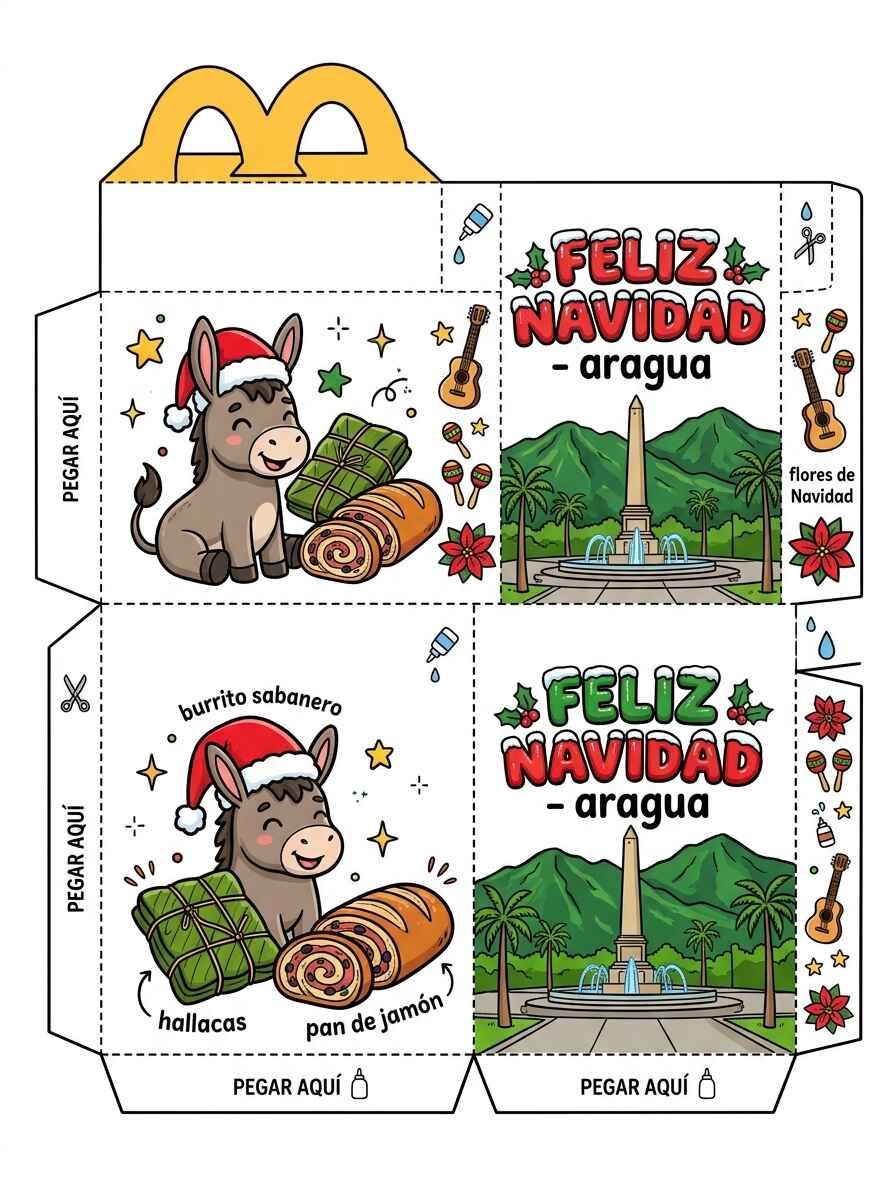 FELIZ
NAVIDAD
- aragua
PEGAR AQUÍ
flores de
Navidad
burrito sabanero
FELIZ
NAVIDAD
- aragua
PEGAR AQUÍ
hallacas
pan de jamón
PEGAR AQUÍ
PEGAR AQUÍ